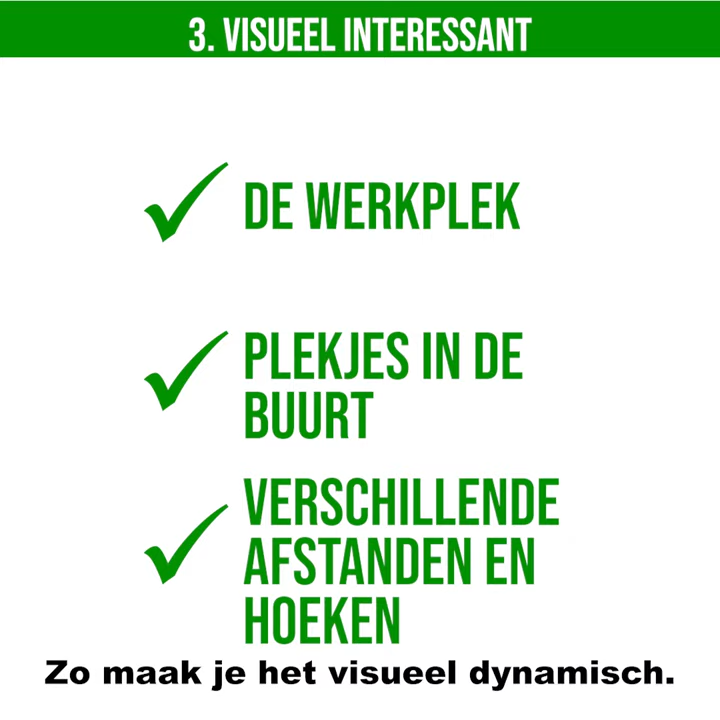 3. VISUEEL INTERESSANT
DE WERKPLEK
PLEKJES IN DE
BUURT
VERSCHILLENDE
AFSTANDEN EN
HOEKEN
Zo maak je het visueel dynamisch.